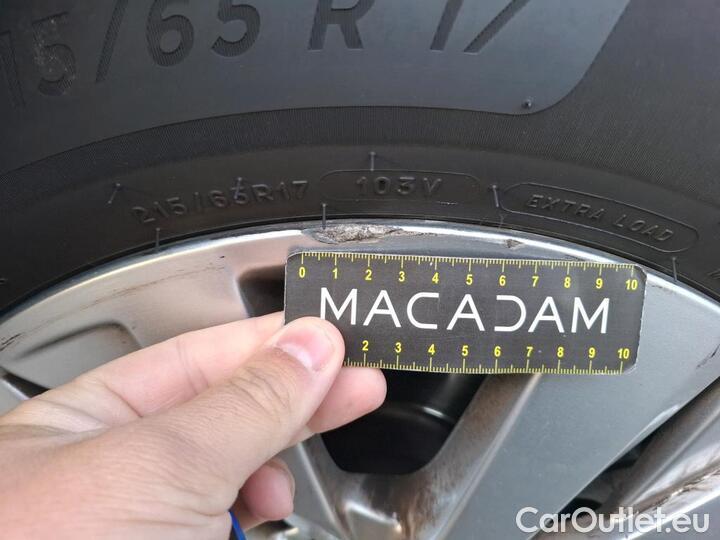 15/65 R 17
215/65R17 103V EXTRA LOAD
0 1 2 3 4 5 6 7 8 9 10
MACADAM
2 3 4 5 6 7 8 9 10
CarOutlet.eu